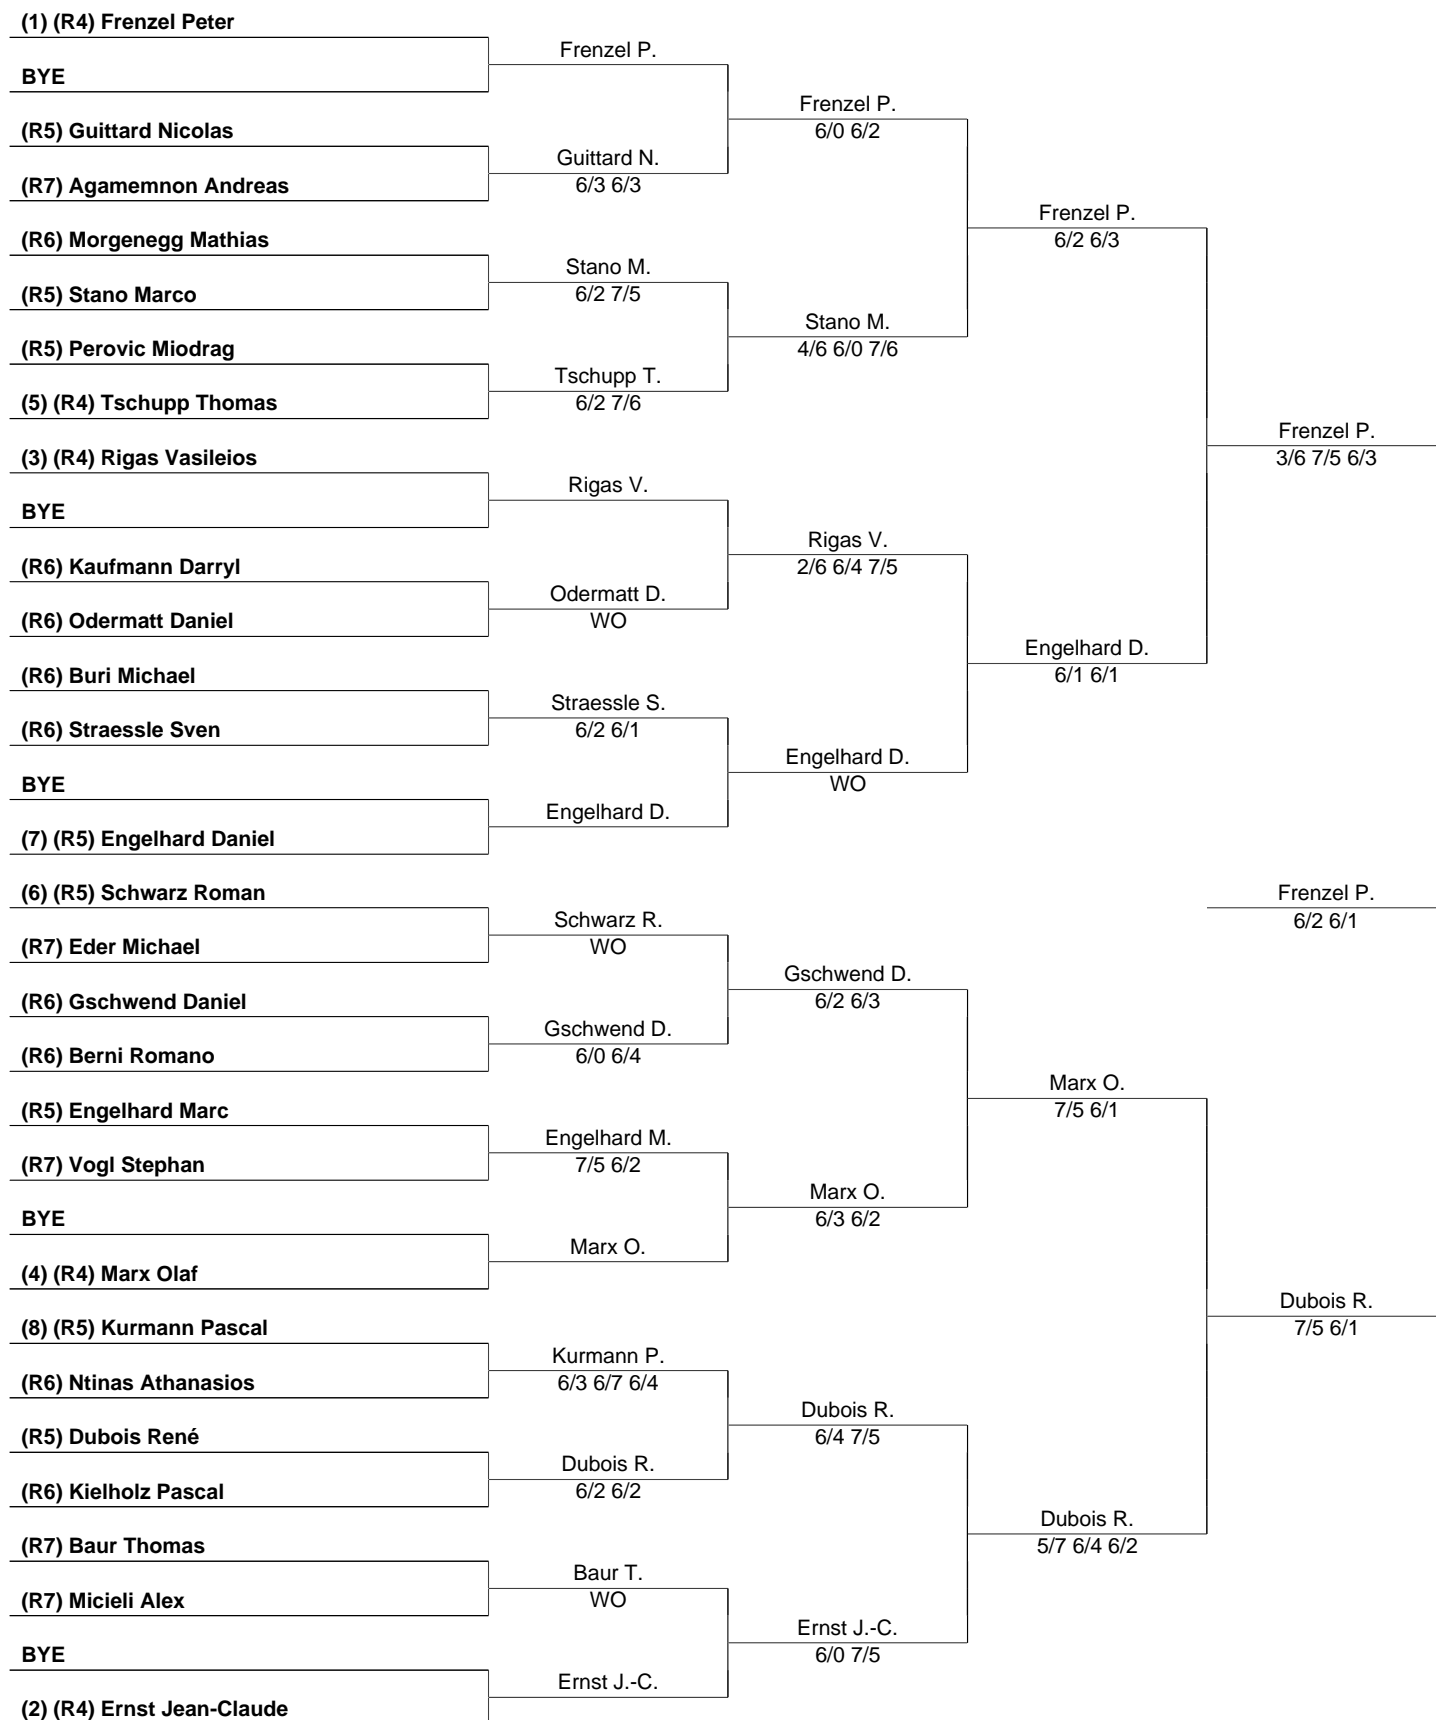 (1) (R4) Frenzel Peter
BYE
(R5) Guittard Nicolas
(R7) Agamemnon Andreas
(R6) Morgenegg Mathias
(R5) Stano Marco
(R5) Perovic Miodrag
(5) (R4) Tschupp Thomas
(3) (R4) Rigas Vasileios
BYE
(R6) Kaufmann Darryl
(R6) Odermatt Daniel
(R6) Buri Michael
(R6) Straessle Sven
BYE
(7) (R5) Engelhard Daniel
(6) (R5) Schwarz Roman
(R7) Eder Michael
(R6) Gschwend Daniel
(R6) Berni Romano
(R5) Engelhard Marc
(R7) Vogl Stephan
BYE
(4) (R4) Marx Olaf
(8) (R5) Kurmann Pascal
(R6) Ntinas Athanasios
(R5) Dubois René
(R6) Kielholz Pascal
(R7) Baur Thomas
(R7) Micieli Alex
BYE
(2) (R4) Ernst Jean-Claude
Frenzel P.
Guittard N.
6/3 6/3
Stano M.
6/2 7/5
Tschupp T.
6/2 7/6
Rigas V.
Odermatt D.
WO
Straessle S.
6/2 6/1
Engelhard D.
Schwarz R.
WO
Gschwend D.
6/0 6/4
Engelhard M.
7/5 6/2
Marx O.
Kurmann P.
6/3 6/7 6/4
Dubois R.
6/2 6/2
Baur T.
WO
Ernst J.-C.
Frenzel P.
6/0 6/2
Stano M.
4/6 6/0 7/6
Rigas V.
2/6 6/4 7/5
Engelhard D.
WO
Gschwend D.
6/2 6/3
Marx O.
6/3 6/2
Dubois R.
6/4 7/5
Ernst J.-C.
6/0 7/5
Frenzel P.
6/2 6/3
Engelhard D.
6/1 6/1
Marx O.
7/5 6/1
Dubois R.
5/7 6/4 6/2
Frenzel P.
3/6 7/5 6/3
Frenzel P.
6/2 6/1
Dubois R.
7/5 6/1